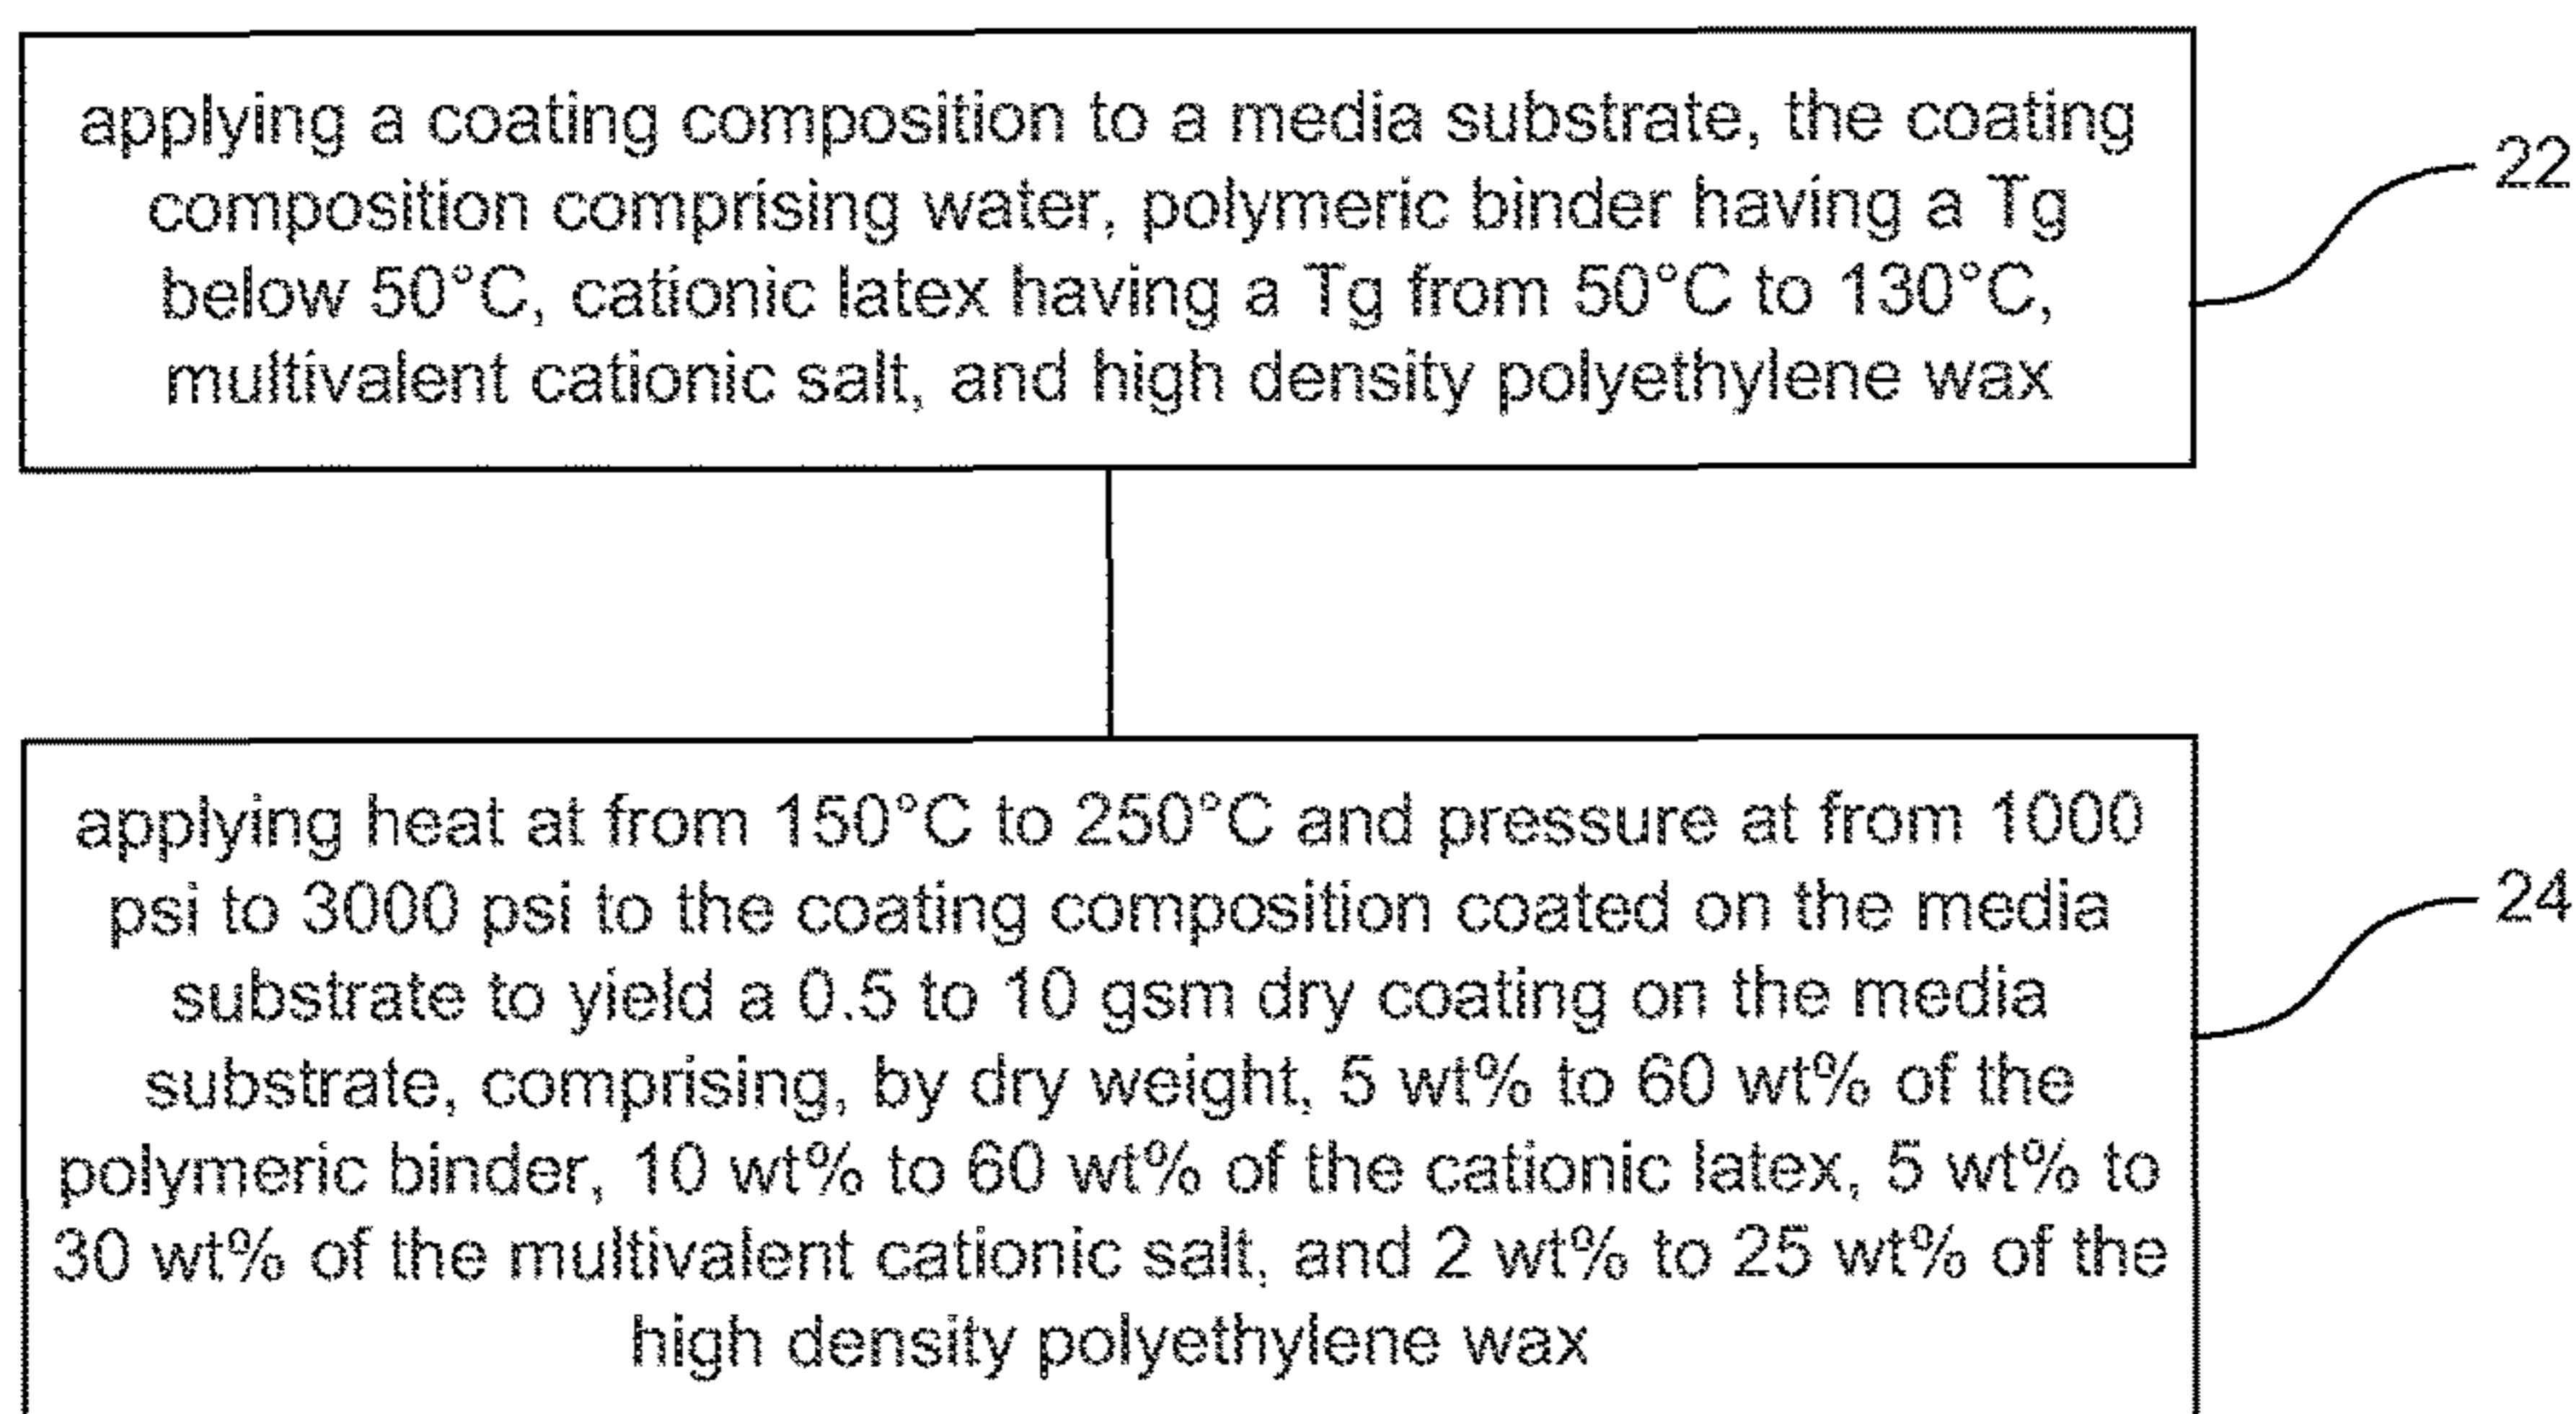 applying a coating composition to a media substrate, the coating
composition comprising water, polymeric binder having a Tg
below 50°C, cationic latex having a Tg from 50°C to 130°C,
multivalent cationic salt, and high density polyethylene wax
22
applying heat at from 150°C to 250°C and pressure at from 1000
psi to 3000 psi to the coating composition coated on the media
substrate to yield a 0.5 to 10 gsm dry coating on the media
substrate, comprising, by dry weight, 5 wt% to 60 wt% of the
polymeric binder, 10 wt% to 60 wt% of the cationic latex, 5 wt% to
30 wt% of the multivalent cationic salt, and 2 wt% to 25 wt% of the
high density polyethylene wax
24